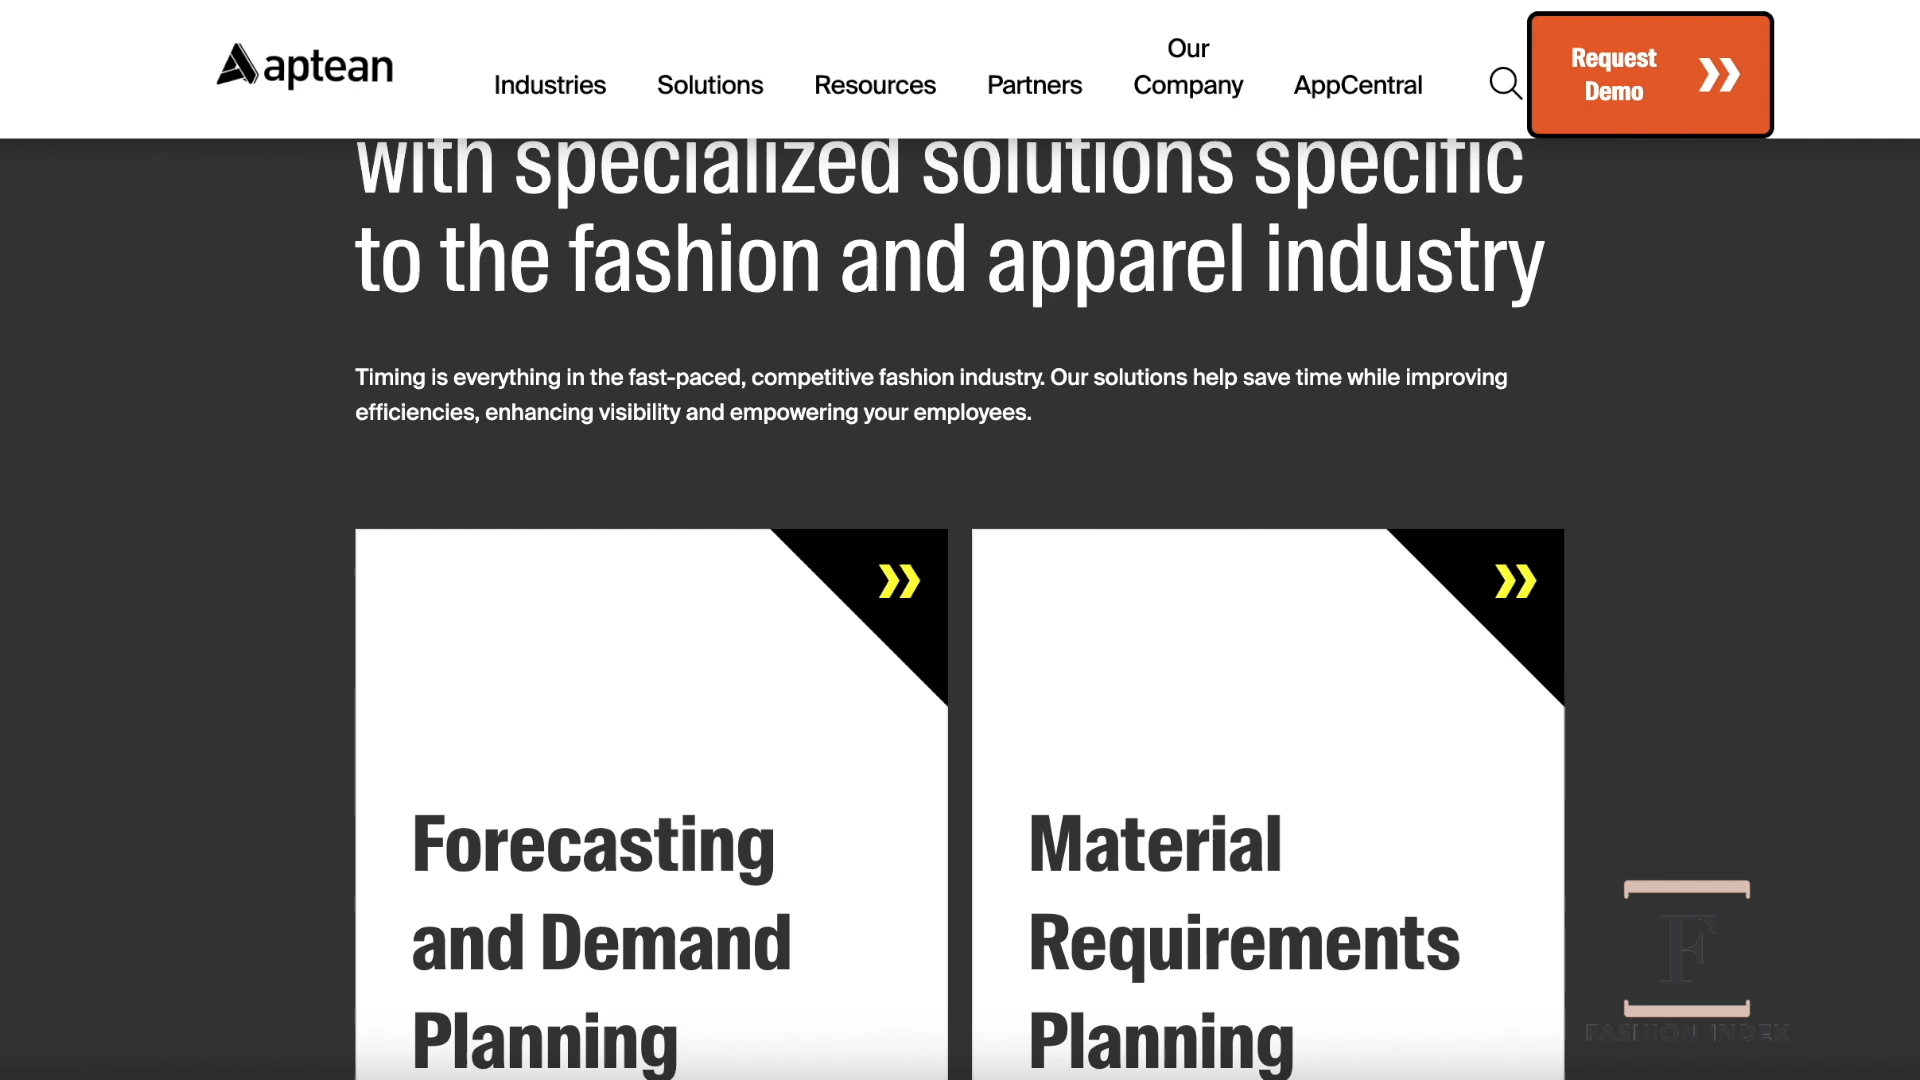 aptean
Industries
Solutions
Resources
Partners
Our
Company
AppCentral
Request
Demo
with specialized solutions specific
to the fashion and apparel industry
Timing is everything in the fast-paced, competitive fashion industry. Our solutions help save time while improving
efficiencies, enhancing visibility and empowering your employees.
Forecasting
and Demand
Planning
Material
Requirements
Planning
F
FASHION INDEX